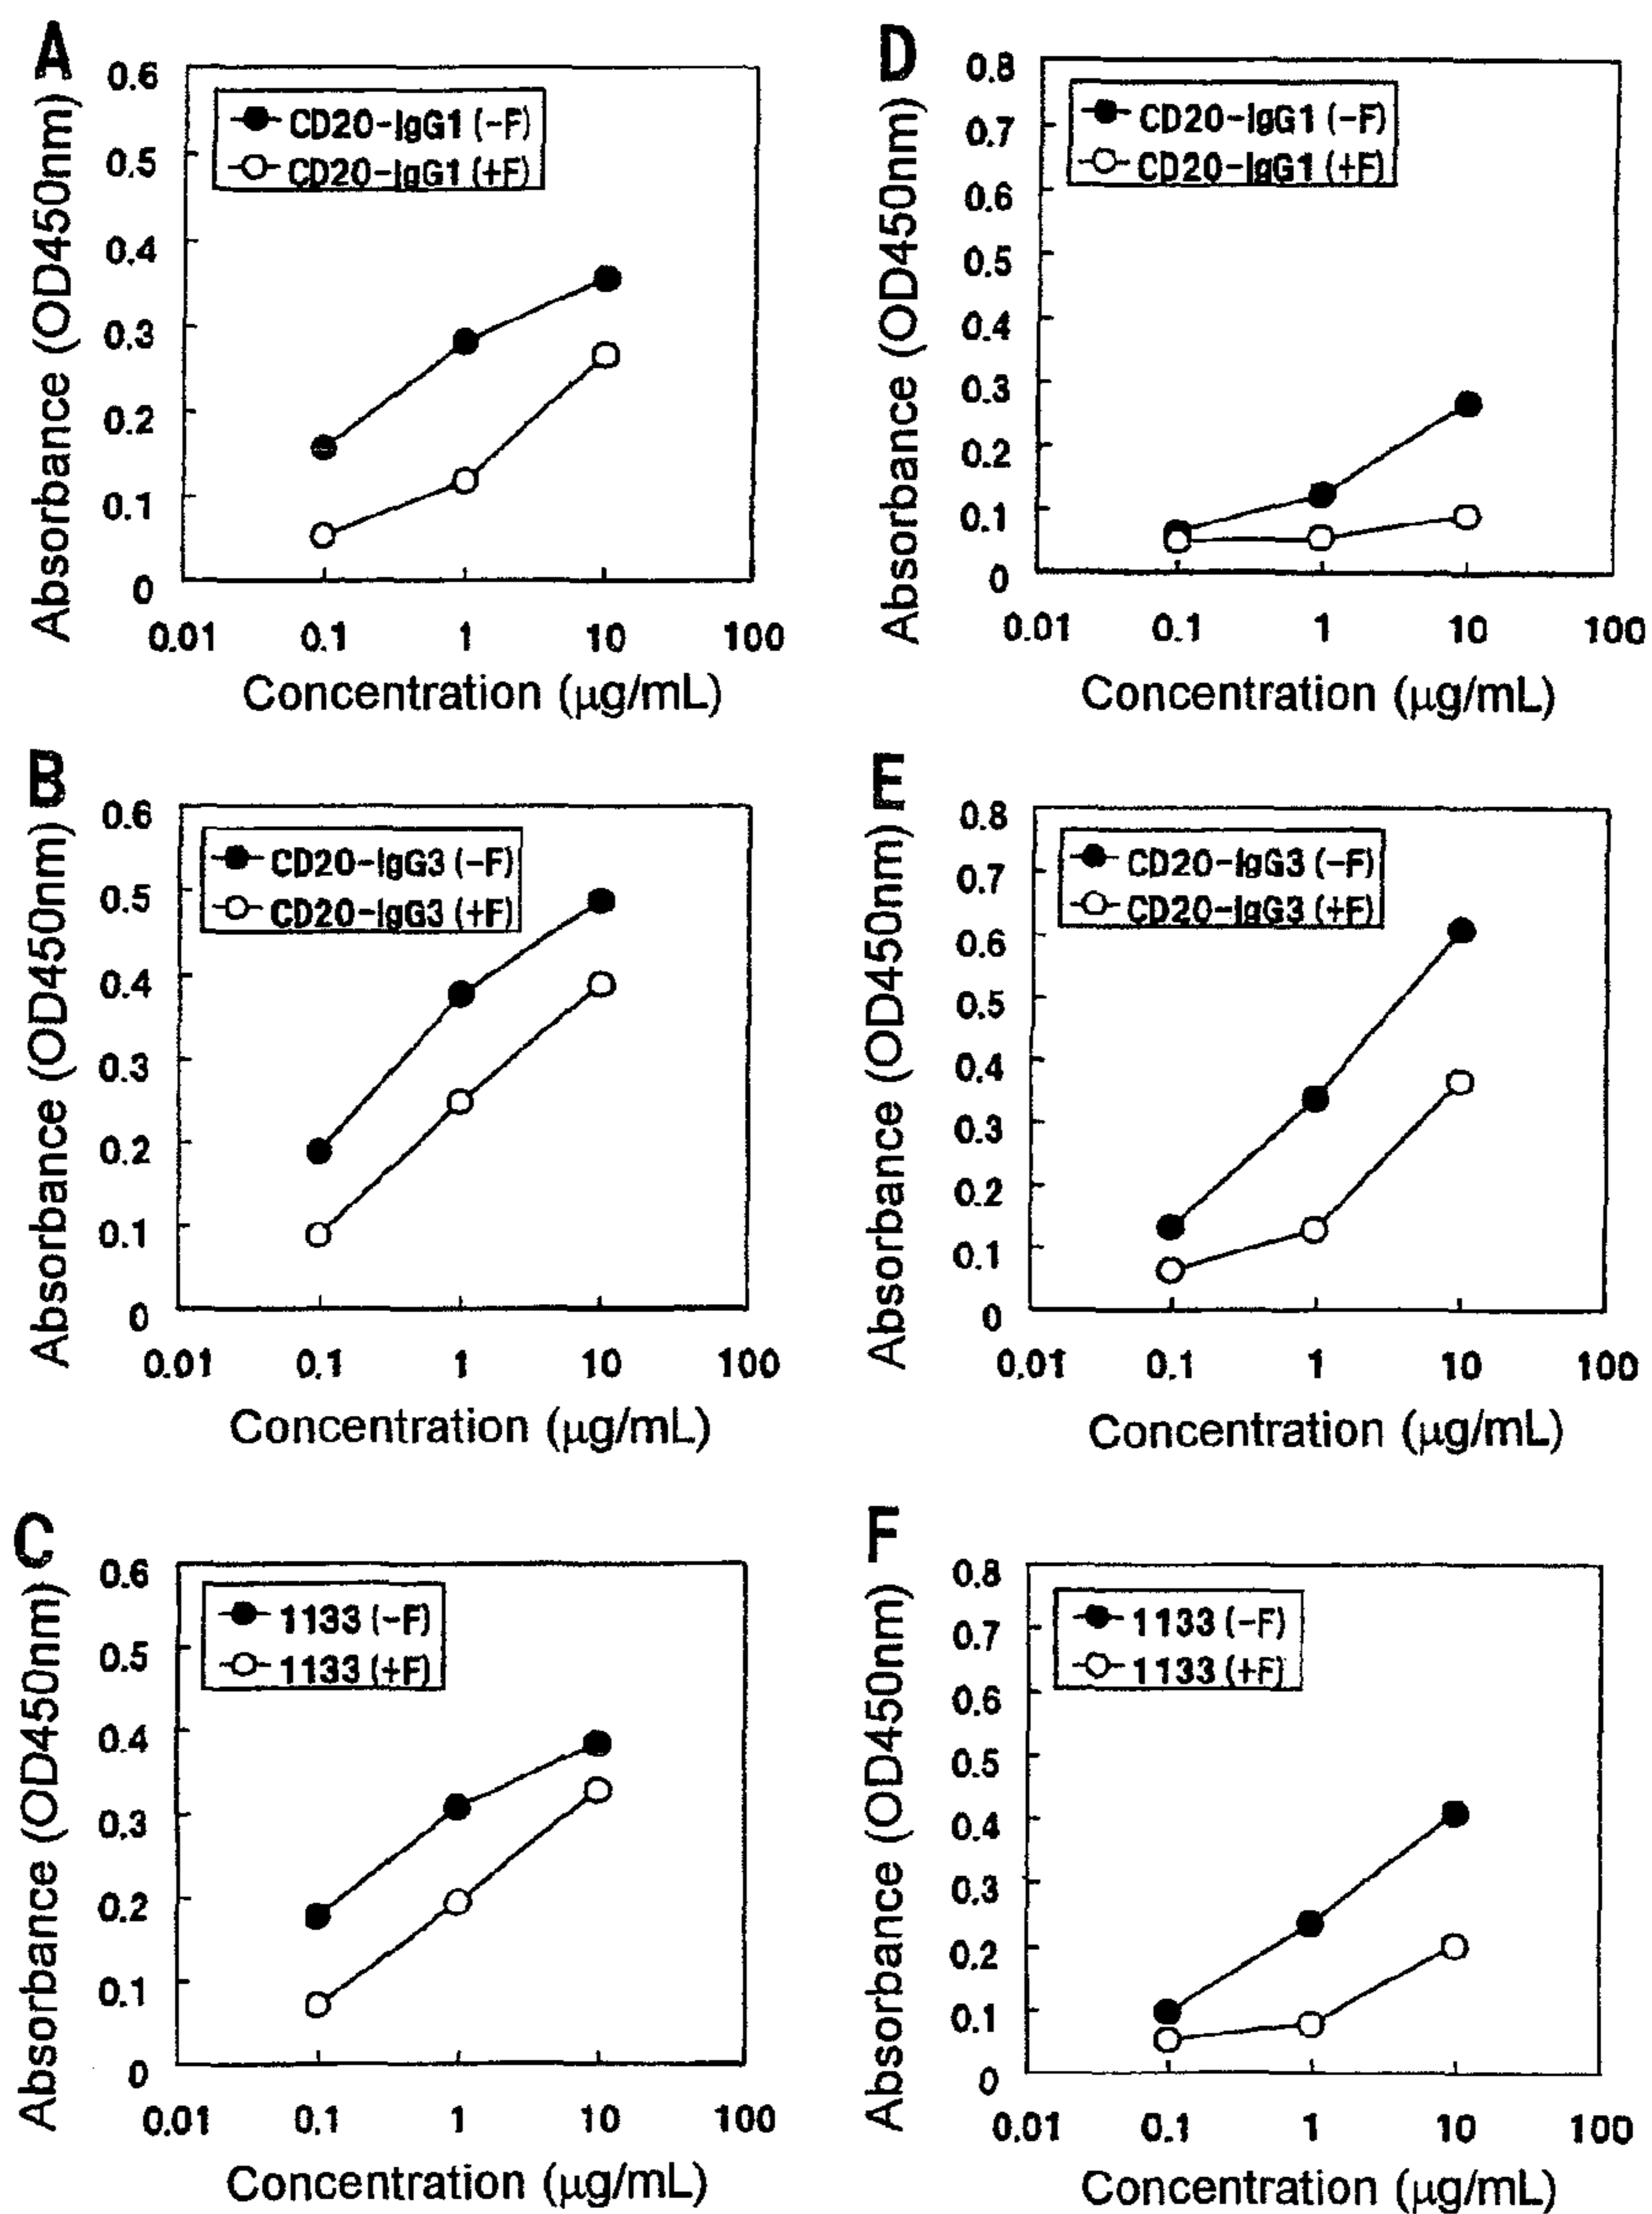 A
Absorbance (OD450nm)
0.6
0.5
0.4
0.3
0.2
0.1
0
CD20-IgG1 (-F)
CD20-IgG1 (+F)
0.01 0.1 1 10 100
Concentration (μg/mL)
D
Absorbance (OD450nm)
0.8
0.7
0.6
0.5
0.4
0.3
0.2
0.1
0
CD20-IgG1 (-F)
CD20-IgG1 (+F)
0.01 0.1 1 10 100
Concentration (μg/mL)
B
Absorbance (OD450nm)
0.6
0.5
0.4
0.3
0.2
0.1
0
CD20-IgG3 (-F)
CD20-IgG3 (+F)
0.01 0.1 1 10 100
Concentration (μg/mL)
E
Absorbance (OD450nm)
0.8
0.7
0.6
0.5
0.4
0.3
0.2
0.1
0
CD20-IgG3 (-F)
CD20-IgG3 (+F)
0.01 0.1 1 10 100
Concentration (μg/mL)
C
Absorbance (OD450nm)
0.6
0.5
0.4
0.3
0.2
0.1
0
1133 (-F)
1133 (+F)
0.01 0.1 1 10 100
Concentration (μg/mL)
F
Absorbance (OD450nm)
0.8
0.7
0.6
0.5
0.4
0.3
0.2
0.1
0
1133 (-F)
1133 (+F)
0.01 0.1 1 10 100
Concentration (μg/mL)